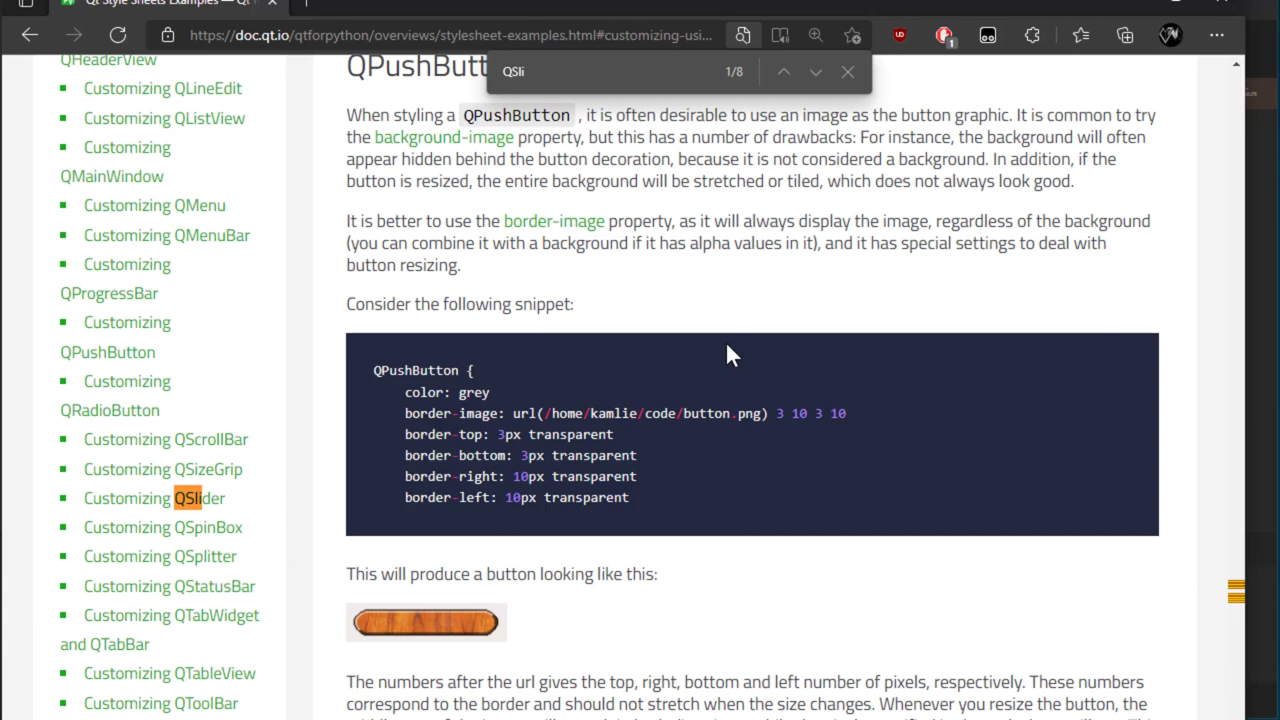 Qt Style Sheets Examples — Qt
https://doc.qt.io/qtforpython/overviews/stylesheet-examples.html#customizing-usi...
UD
1
QSli
1/8
QHeaderView
Customizing QLineEdit
Customizing QListView
Customizing
QMainWindow
Customizing QMenu
Customizing QMenuBar
Customizing
QProgressBar
Customizing
QPushButton
Customizing
QRadioButton
Customizing QScrollBar
Customizing QSizeGrip
Customizing QSlider
Customizing QSpinBox
Customizing QSplitter
Customizing QStatusBar
Customizing QTabWidget
and QTabBar
Customizing QTableView
Customizing QToolBar
QPushButt
When styling a QPushButton , it is often desirable to use an image as the button graphic. It is common to try
the background-image property, but this has a number of drawbacks: For instance, the background will often
appear hidden behind the button decoration, because it is not considered a background. In addition, if the
button is resized, the entire background will be stretched or tiled, which does not always look good.
It is better to use the border-image property, as it will always display the image, regardless of the background
(you can combine it with a background if it has alpha values in it), and it has special settings to deal with
button resizing.
Consider the following snippet:
QPushButton {
color: grey
border-image: url(/home/kamlie/code/button.png) 3 10 3 10
border-top: 3px transparent
border-bottom: 3px transparent
border-right: 10px transparent
border-left: 10px transparent
This will produce a button looking like this:
The numbers after the url gives the top, right, bottom and left number of pixels, respectively. These numbers
correspond to the border and should not stretch when the size changes. Whenever you resize the button, the